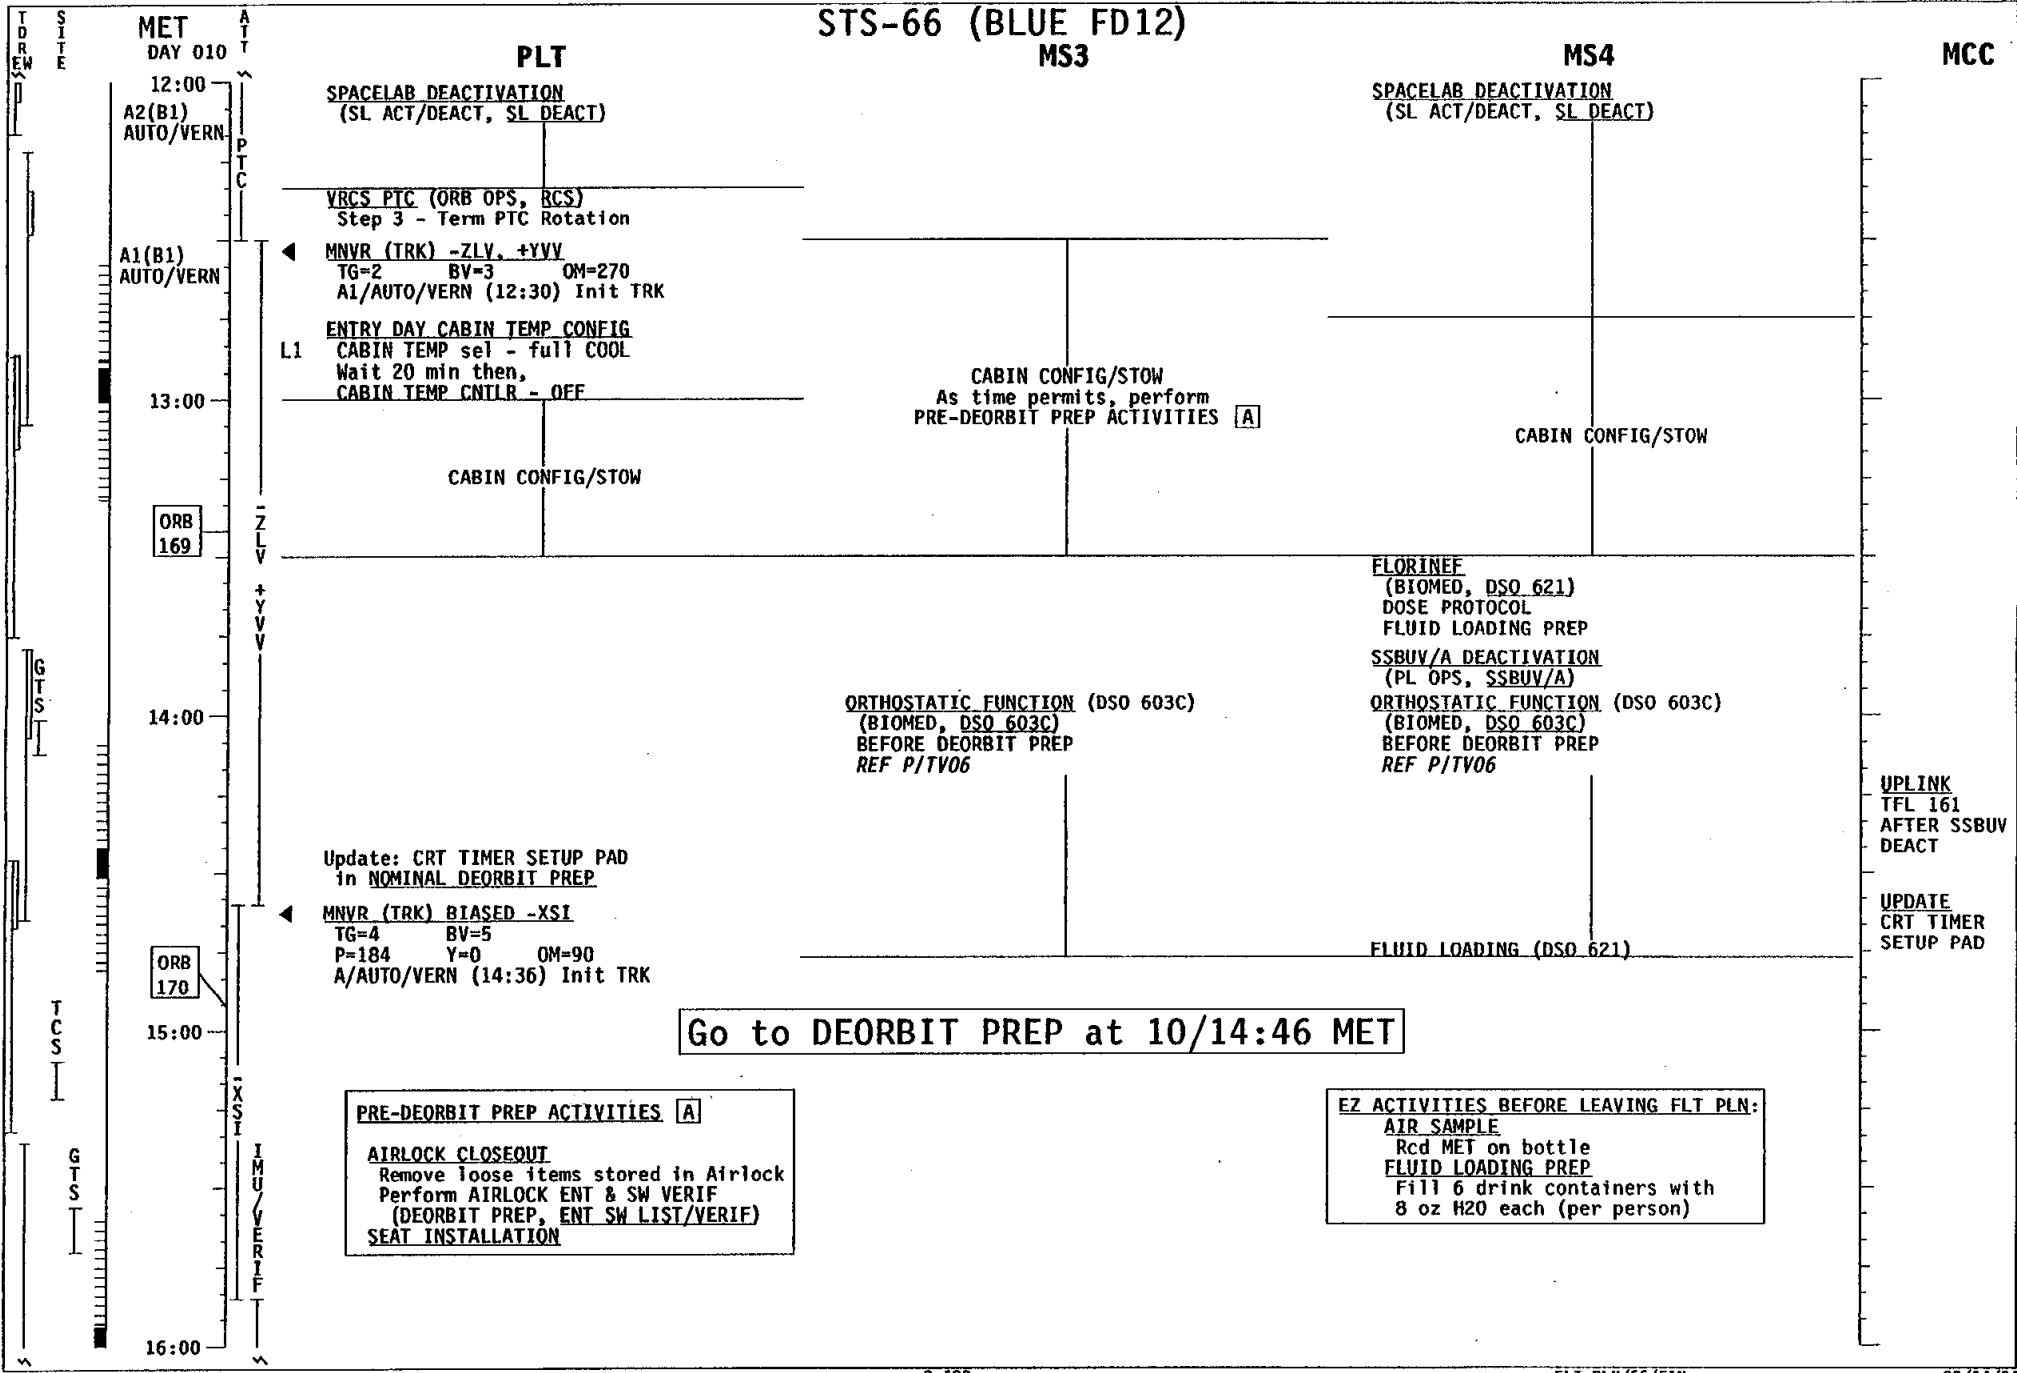 STS-66 (BLUE FD12)
TDRE W
SITE
MET
DAY 010
ATT
PLT
MS3
MS4
MCC
12:00
A2(B1)
AUTO/VERN
PTC
A1(B1)
AUTO/VERN
13:00
ORB
169
-ZLV +YVV
GTS
14:00
ORB
170
TCS
15:00
-XSI
GTS
IMU/VERIF
16:00
SPACELAB DEACTIVATION
(SL ACT/DEACT, SL DEACT)
VRCS PTC (ORB OPS, RCS)
Step 3 - Term PTC Rotation
MNVR (TRK) -ZLV, +YVV
TG=2 BV=3 OM=270
A1/AUTO/VERN (12:30) Init TRK
ENTRY DAY CABIN TEMP CONFIG
L1 CABIN TEMP sel - full COOL
Wait 20 min then,
CABIN TEMP CNTLR - OFF
CABIN CONFIG/STOW
Update: CRT TIMER SETUP PAD
in NOMINAL DEORBIT PREP
MNVR (TRK) BIASED -XSI
TG=4 BV=5
P=184 Y=0 OM=90
A/AUTO/VERN (14:36) Init TRK
CABIN CONFIG/STOW
As time permits, perform
PRE-DEORBIT PREP ACTIVITIES A
ORTHOSTATIC FUNCTION (DSO 603C)
(BIOMED, DSO 603C)
BEFORE DEORBIT PREP
REF P/TV06
SPACELAB DEACTIVATION
(SL ACT/DEACT, SL DEACT)
CABIN CONFIG/STOW
FLORINEF
(BIOMED, DSO 621)
DOSE PROTOCOL
FLUID LOADING PREP
SSBUV/A DEACTIVATION
(PL OPS, SSBUV/A)
ORTHOSTATIC FUNCTION (DSO 603C)
(BIOMED, DSO 603C)
BEFORE DEORBIT PREP
REF P/TV06
FLUID LOADING (DSO 621)
UPLINK
TFL 161
AFTER SSBUV
DEACT
UPDATE
CRT TIMER
SETUP PAD
Go to DEORBIT PREP at 10/14:46 MET
PRE-DEORBIT PREP ACTIVITIES A
AIRLOCK CLOSEOUT
Remove loose items stored in Airlock
Perform AIRLOCK ENT & SW VERIF
(DEORBIT PREP, ENT SW LIST/VERIF)
SEAT INSTALLATION
EZ ACTIVITIES BEFORE LEAVING FLT PLN:
AIR SAMPLE
Rcd MET on bottle
FLUID LOADING PREP
Fill 6 drink containers with
8 oz H2O each (per person)